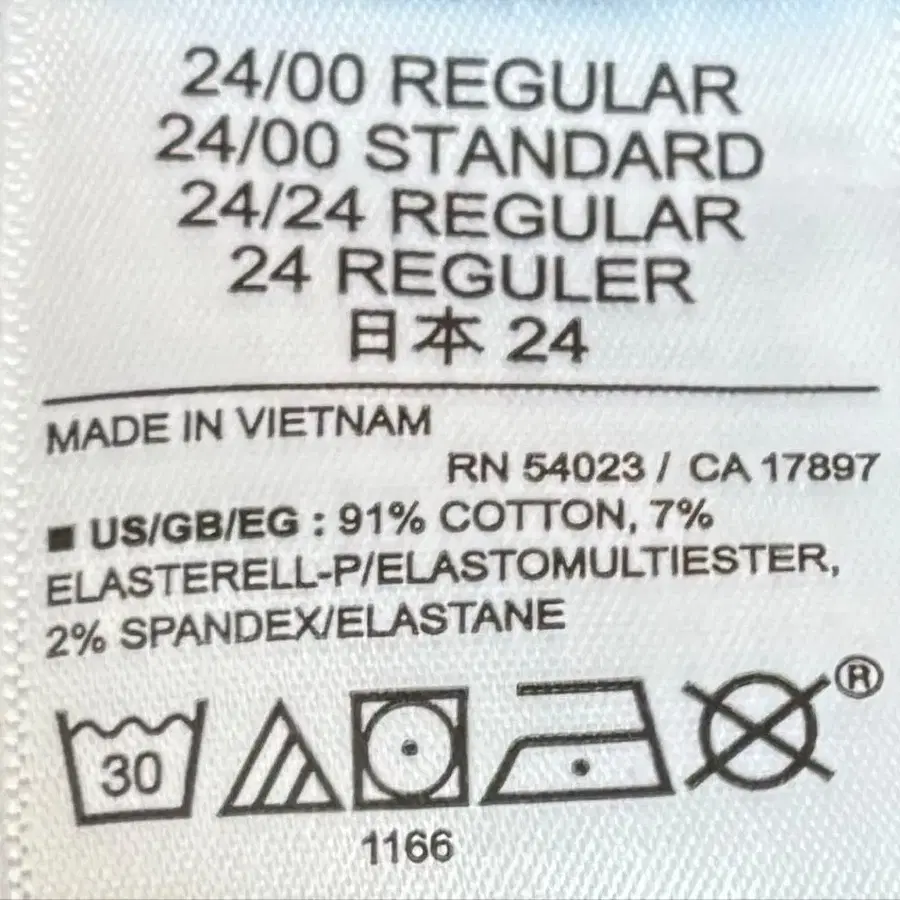 24/00 REGULAR
24/00 STANDARD
24/24 REGULAR
24 REGULER
日本 24
MADE IN VIETNAM
RN 54023 / CA 17897
■ US/GB/EG : 91% COTTON, 7%
ELASTERELL-P/ELASTOMULTIESTER,
2% SPANDEX/ELASTANE
®
30
1166